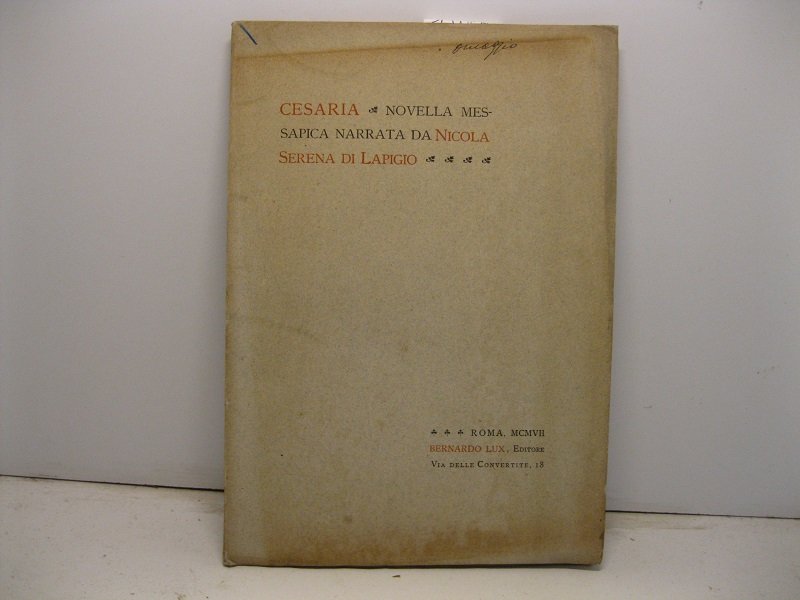 omaggio
CESARIA NOVELLA MES-
SAPICA NARRATA DA NICOLA
SERENA DI LAPIGIO
ROMA, MCMVII
BERNARDO LUX, EDITORE
VIA DELLE CONVERTITE, 18